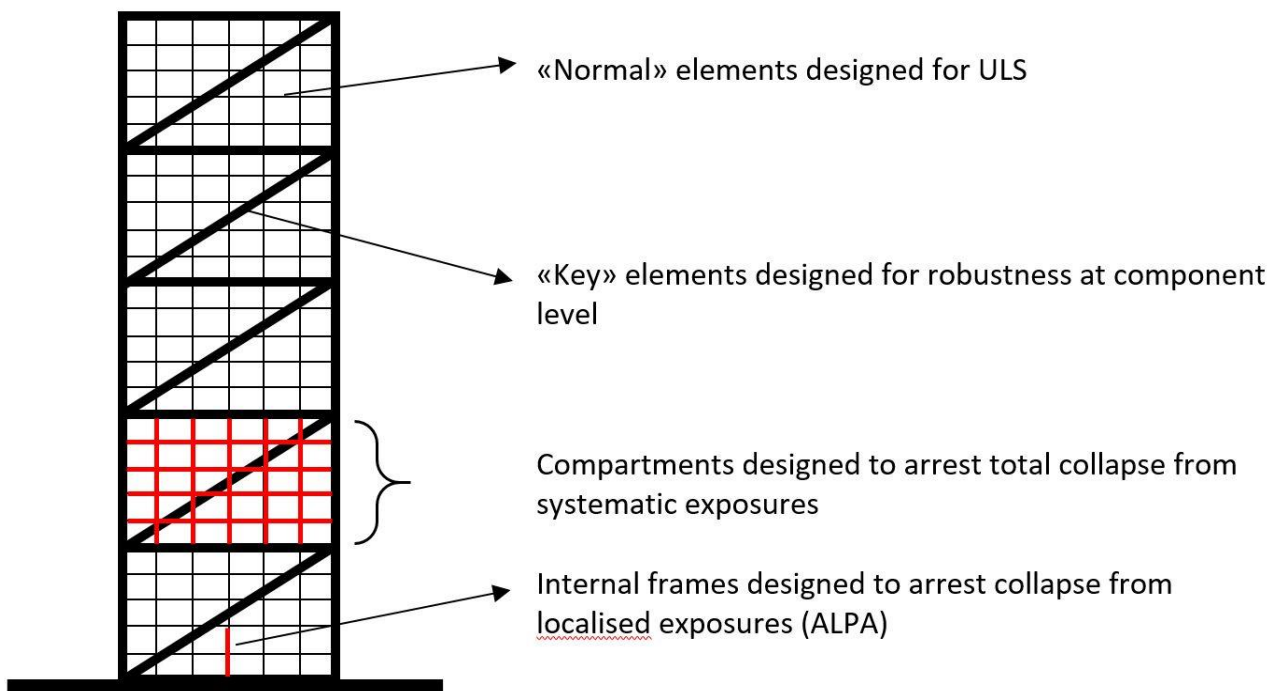 «Normal» elements designed for ULS
«Key» elements designed for robustness at component
level
Compartments designed to arrest total collapse from
systematic exposures
Internal frames designed to arrest collapse from
localised exposures (ALPA)